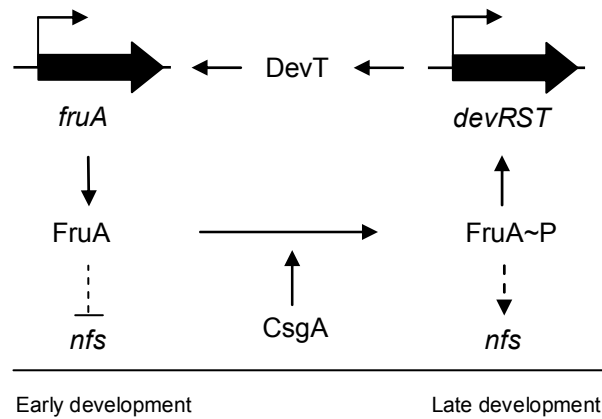 DevT
fruA
devRST
FruA
FruA~P
CsgA
nfs
nfs
Early development
Late development